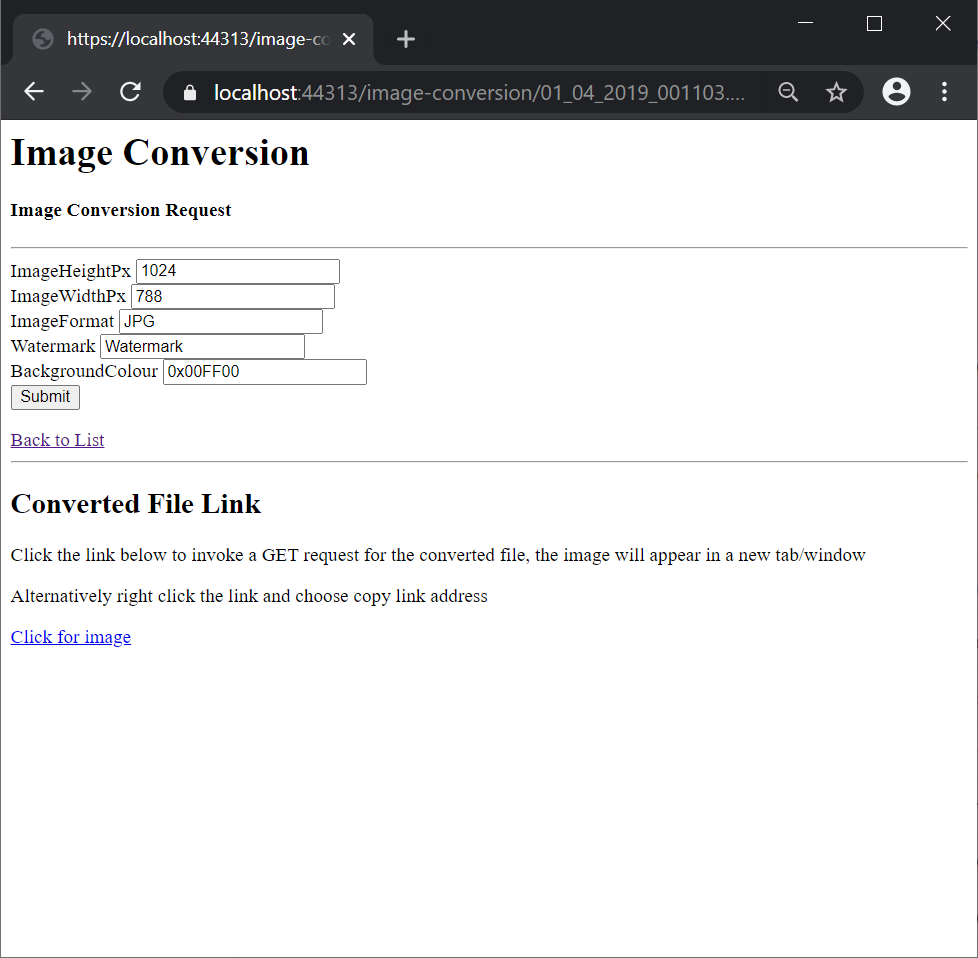 https://localhost:44313/image-co
localhost:44313/image-conversion/01_04_2019_001103....
Image Conversion
Image Conversion Request
ImageHeightPx 1024
ImageWidthPx 788
ImageFormat JPG
Watermark Watermark
BackgroundColour 0x00FF00
Submit
Back to List
Converted File Link
Click the link below to invoke a GET request for the converted file, the image will appear in a new tab/window
Alternatively right click the link and choose copy link address
Click for image